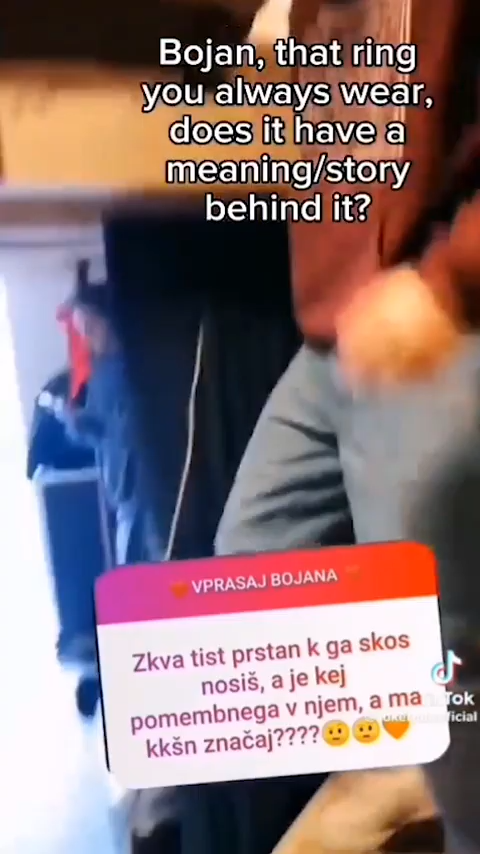 Bojan, that ring
you always wear,
does it have a
meaning/story
behind it?
VPRASAJ BOJANA
Zkva tist prstan k ga skos
nosiš, a je kej
pomembnega v njem, a ma
kkšn značaj????🫡🫡🧡